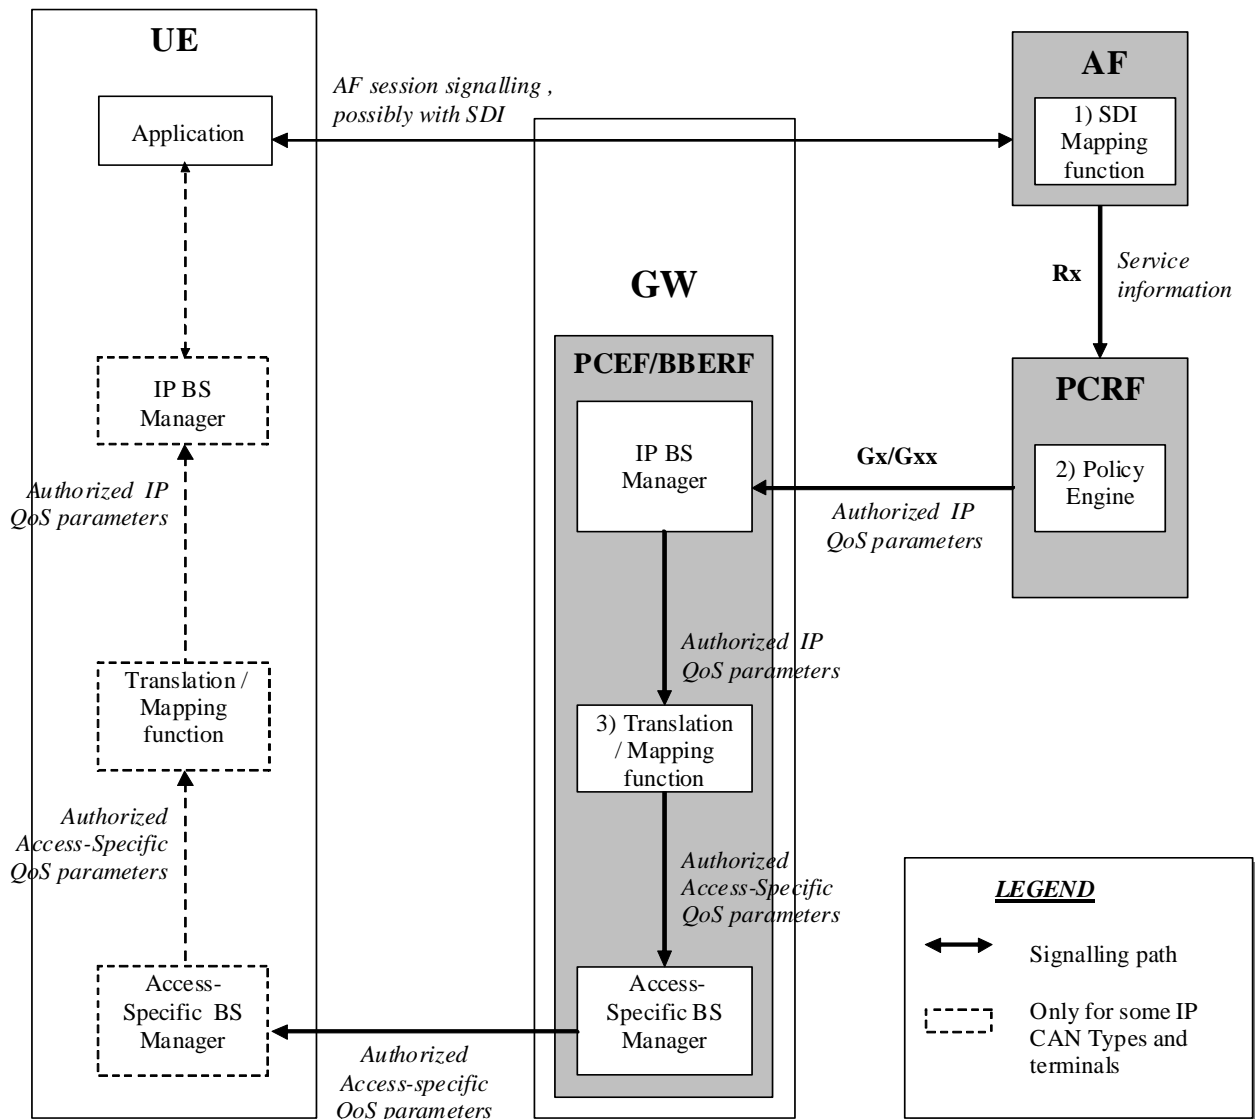 UE
Application
AF session signalling ,
possibly with SDI
AF
1) SDI
Mapping
function
Rx
Service
information
GW
PCEF/BBERF
IP BS
Manager
PCRF
2) Policy
Engine
Gx/Gxx
Authorized IP
QoS parameters
IP BS
Manager
Authorized IP
QoS parameters
Authorized IP
QoS parameters
Translation /
Mapping
function
3) Translation
/ Mapping
function
Authorized
Access-Specific
QoS parameters
Authorized
Access-Specific
QoS parameters
Access-
Specific BS
Manager
Access-
Specific BS
Manager
Authorized
Access-specific
QoS parameters
LEGEND
Signalling path
Only for some IP
CAN Types and
terminals